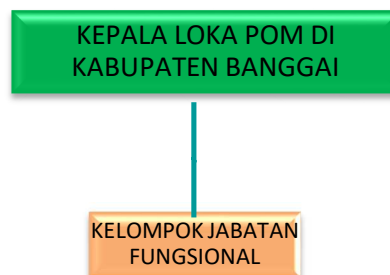 KEPALA LOKA POM DI
KABUPATEN BANGGAI
KELOMPOK JABATAN
FUNGSIONAL